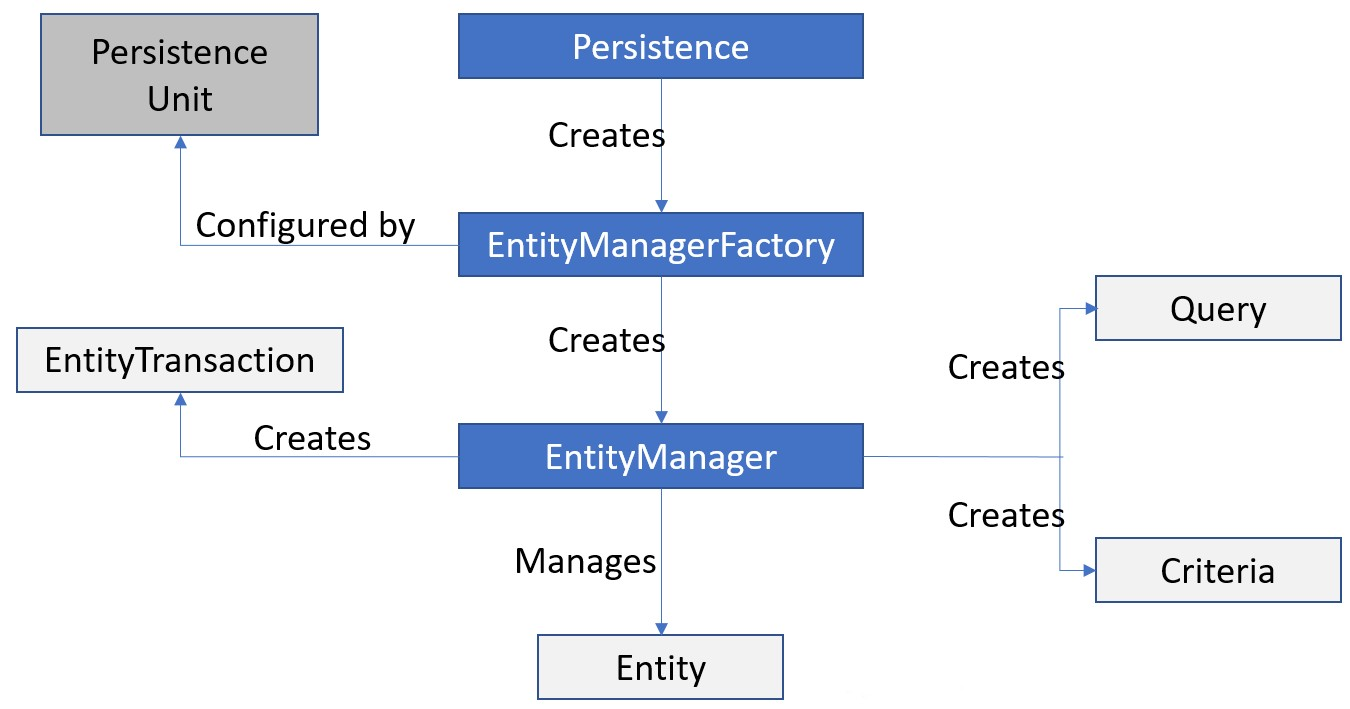 Persistence
Unit
Persistence
Creates
Configured by
EntityManagerFactory
Creates
Query
EntityTransaction
Creates
Creates
EntityManager
Creates
Manages
Criteria
Entity